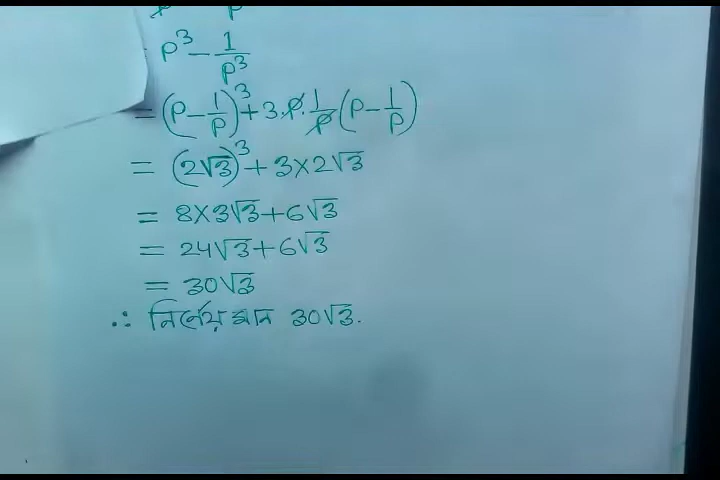 = p³ - 1/p³
= (p - 1/p)³ + 3.p.1/p(p - 1/p)
= (2√3)³ + 3×2√3
= 8×3√3+6√3
= 24√3+6√3
= 30√3
∴ নির্ণেয় মান 30√3.